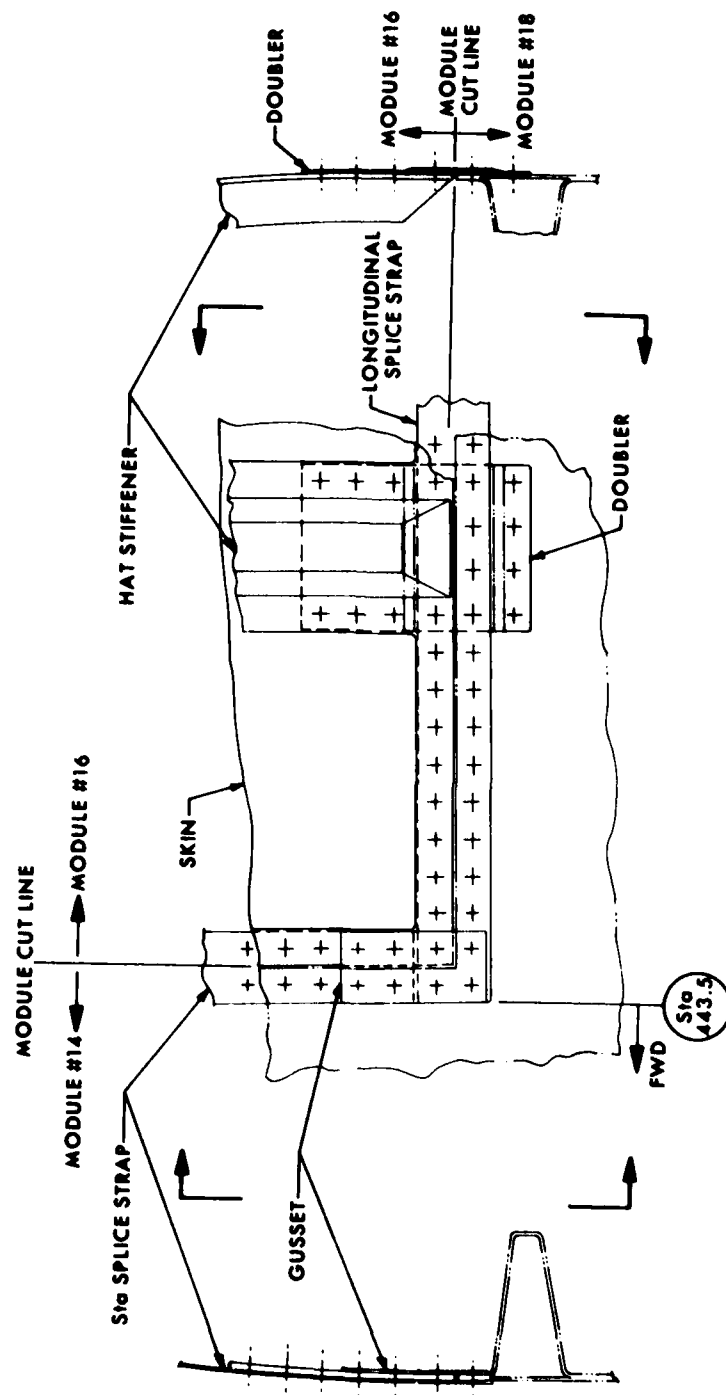 MODULE CUT LINE
MODULE #14
MODULE #16
Sta SPLICE STRAP
SKIN
HAT STIFFENER
DOUBLER
MODULE #16
MODULE
CUT LINE
MODULE #18
LONGITUDINAL
SPLICE STRAP
GUSSET
DOUBLER
FWD
Sta
443.5